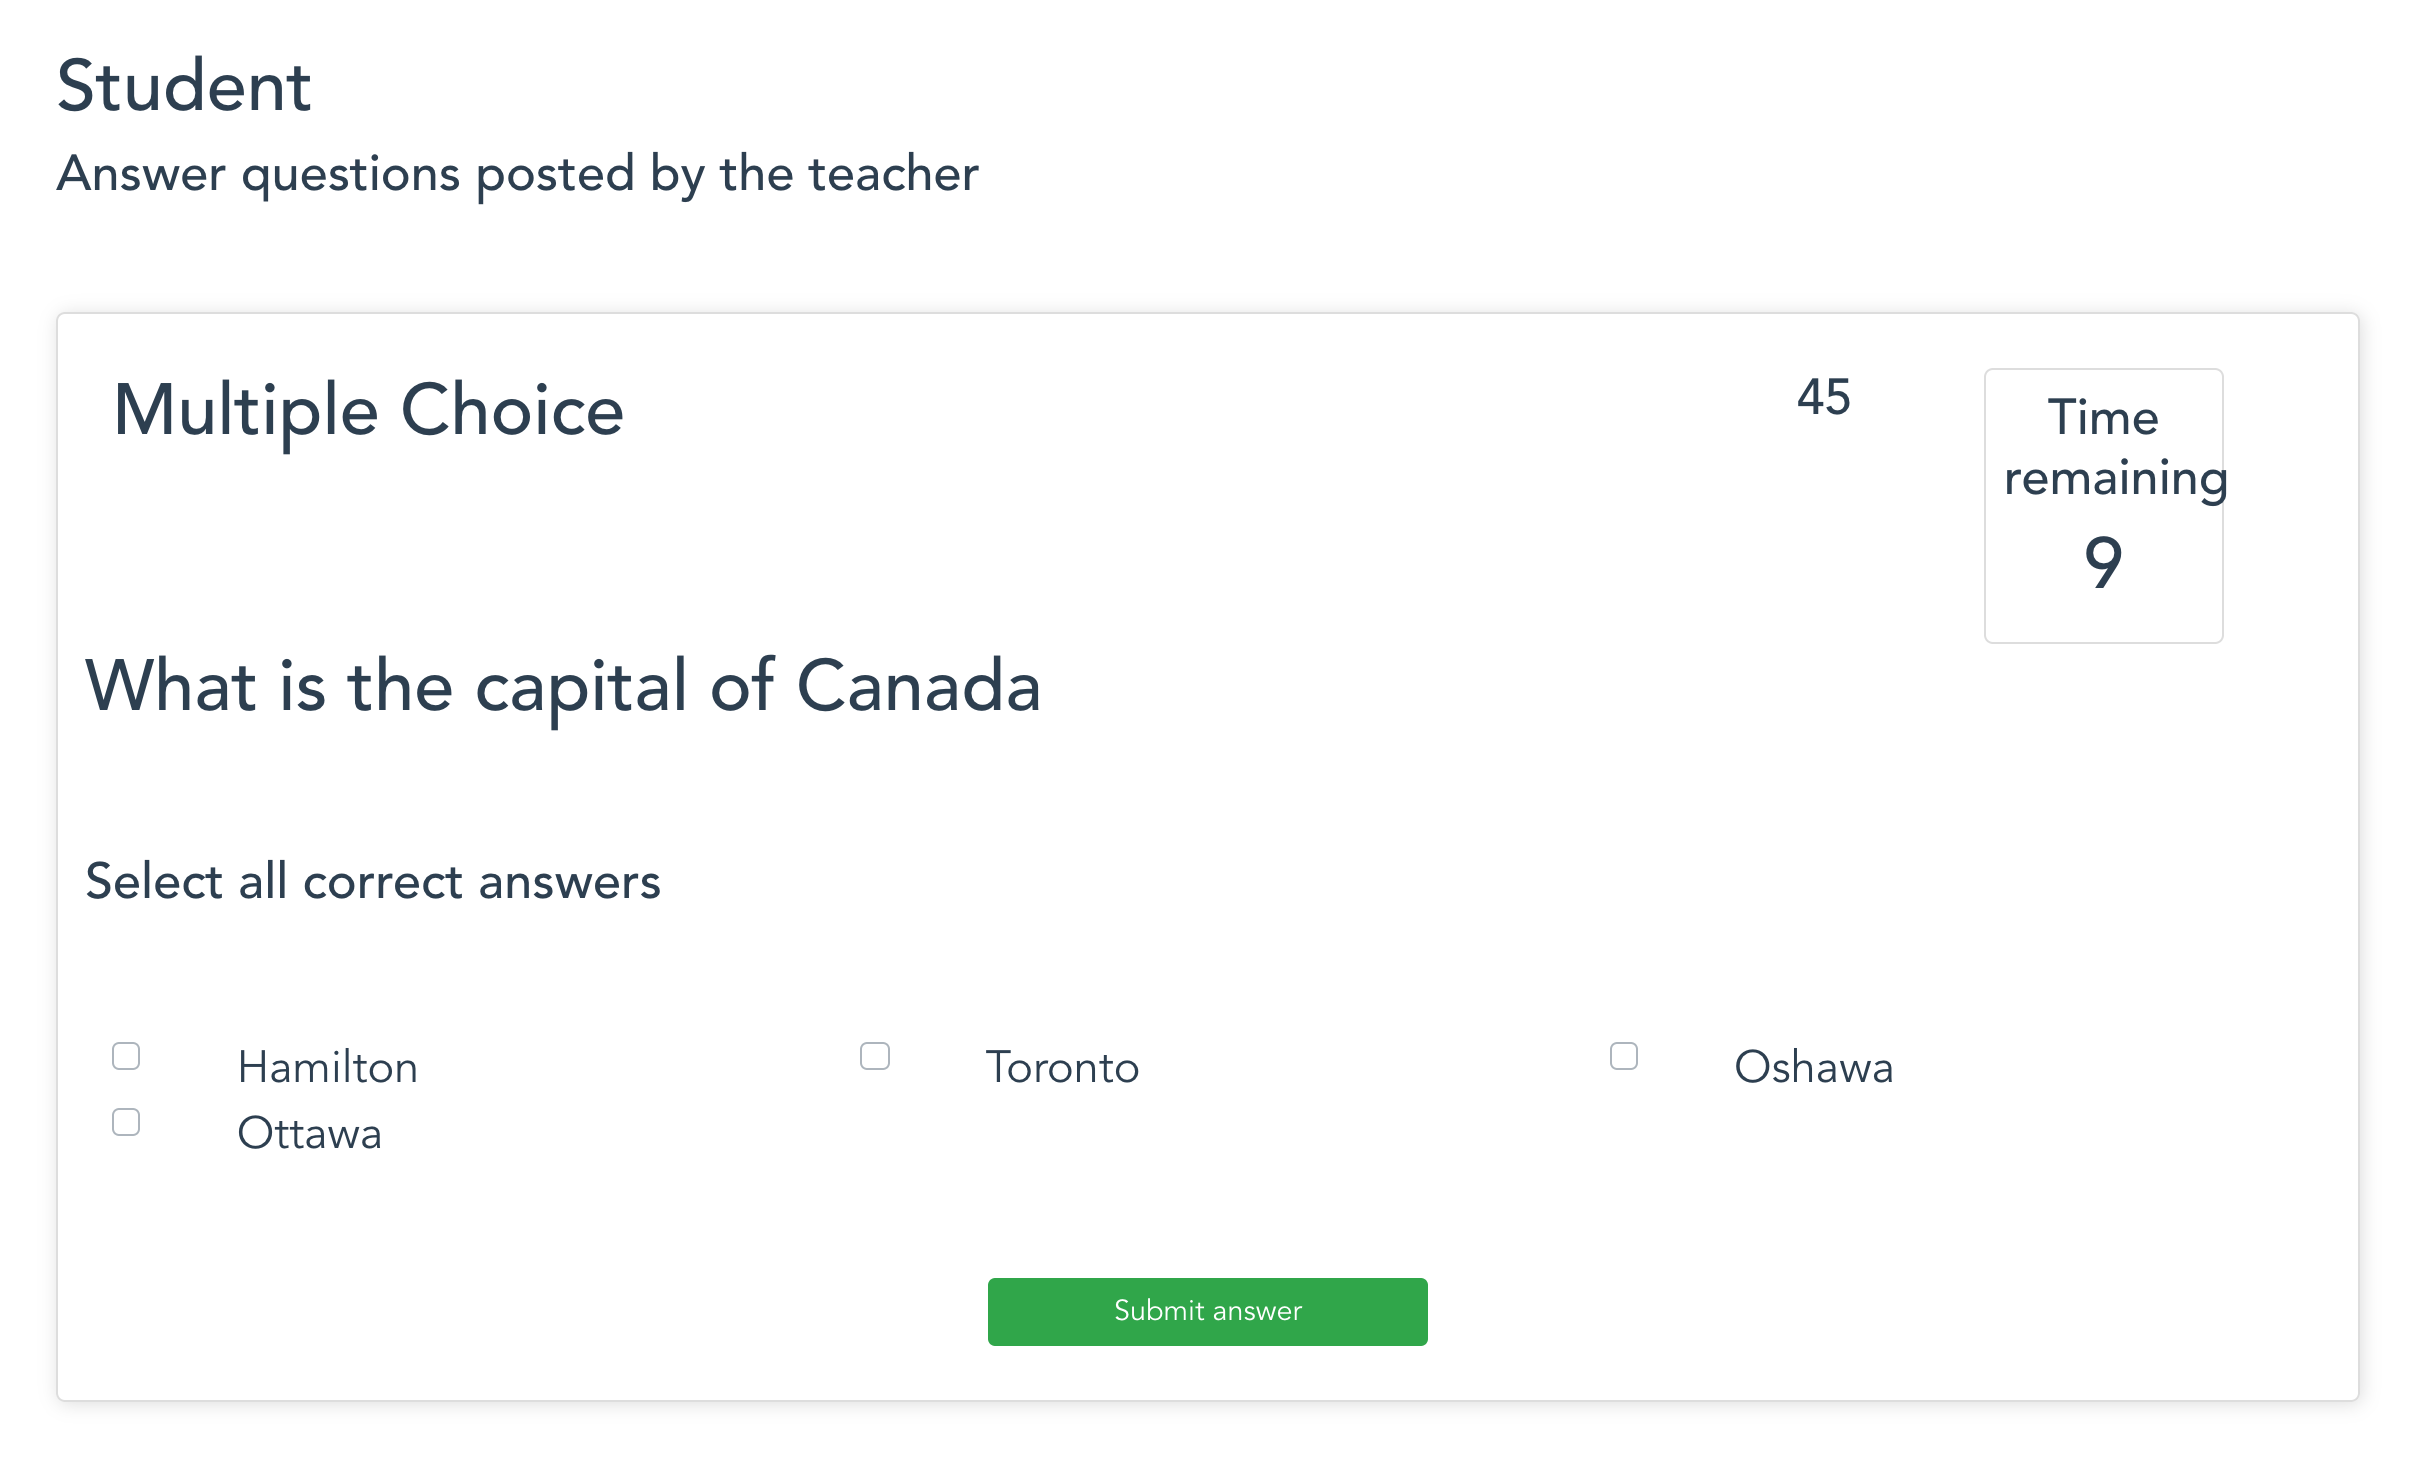 Student
Answer questions posted by the teacher
Multiple Choice
45
Time
remaining
9
What is the capital of Canada
Select all correct answers
Hamilton
Toronto
Oshawa
Ottawa
Submit answer